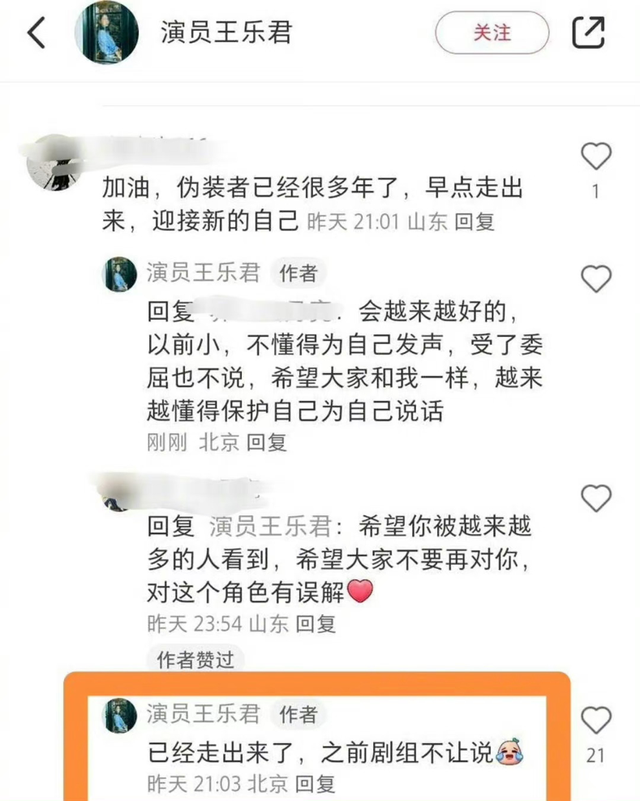 演员王乐君
关注
加油，伪装者已经很多年了，早点走出
来，迎接新的自己 昨天 21:01 山东 回复
1
演员王乐君 作者
回复
：会越来越好的，
以前小，不懂得为自己发声，受了委
屈也不说，希望大家和我一样，越来
越懂得保护自己为自己说话
刚刚 北京 回复
回复 演员王乐君：希望你被越来越
多的人看到，希望大家不要再对你，
对这个角色有误解❤️
昨天 23:54 山东 回复
作者赞过
演员王乐君 作者
已经走出来了，之前剧组不让说
21
昨天 21:03 北京 回复